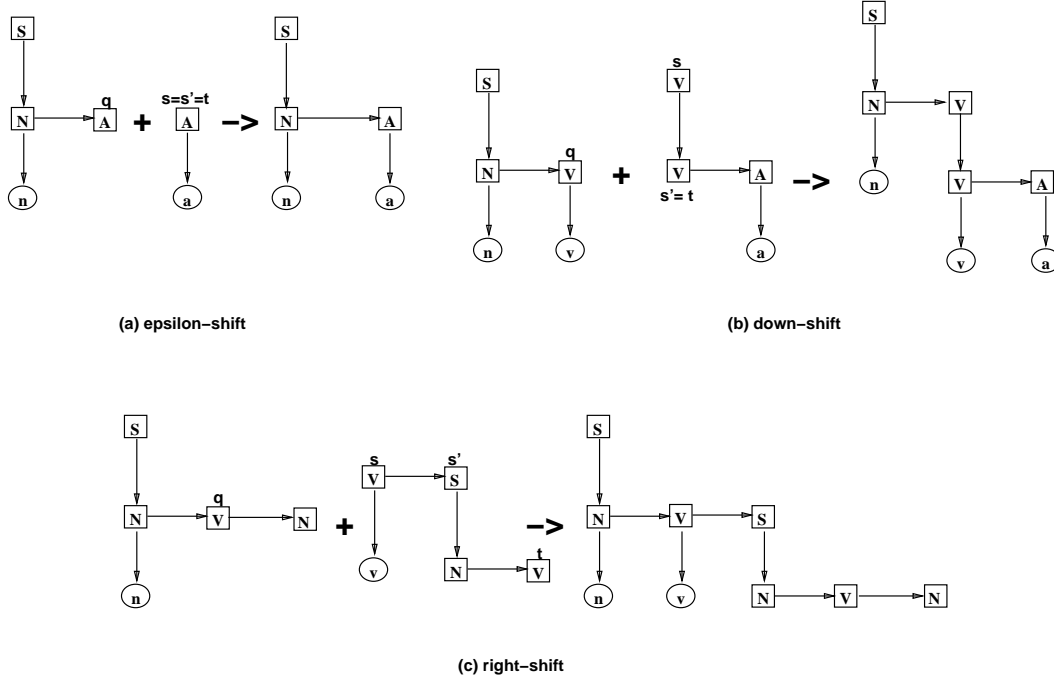 S
S
S
S
s
V
q
s=s'=t
N
A
+
A
−>
N
A
N
V
S
q
N
V
+
V
A
−>
V
A
s'= t
n
a
n
a
n
n
v
a
v
a
(a) epsilon−shift
(b) down−shift
S
S
s
s'
V
S
q
N
V
N
+
−>
N
V
S
t
n
v
N
V
n
v
N
V
N
(c) right−shift